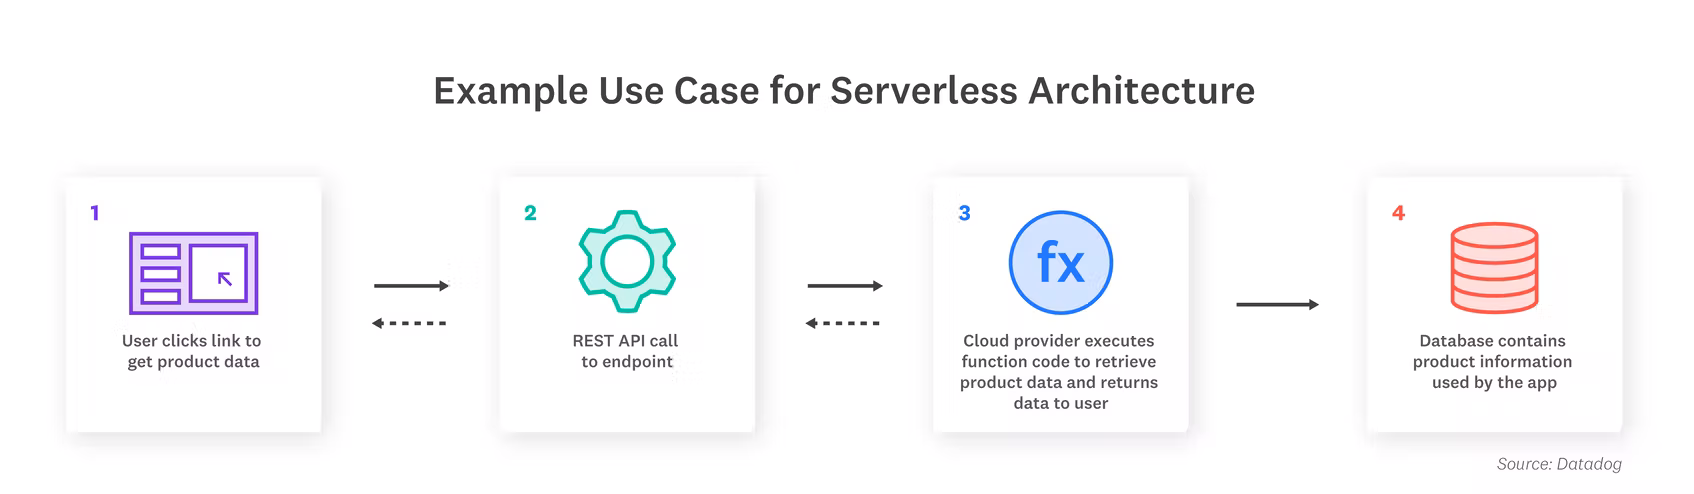 Example Use Case for Serverless Architecture
1
User clicks link to
get product data
2
REST API call
to endpoint
3
fx
Cloud provider executes
function code to retrieve
product data and returns
data to user
4
Database contains
product information
used by the app
Source: Datadog